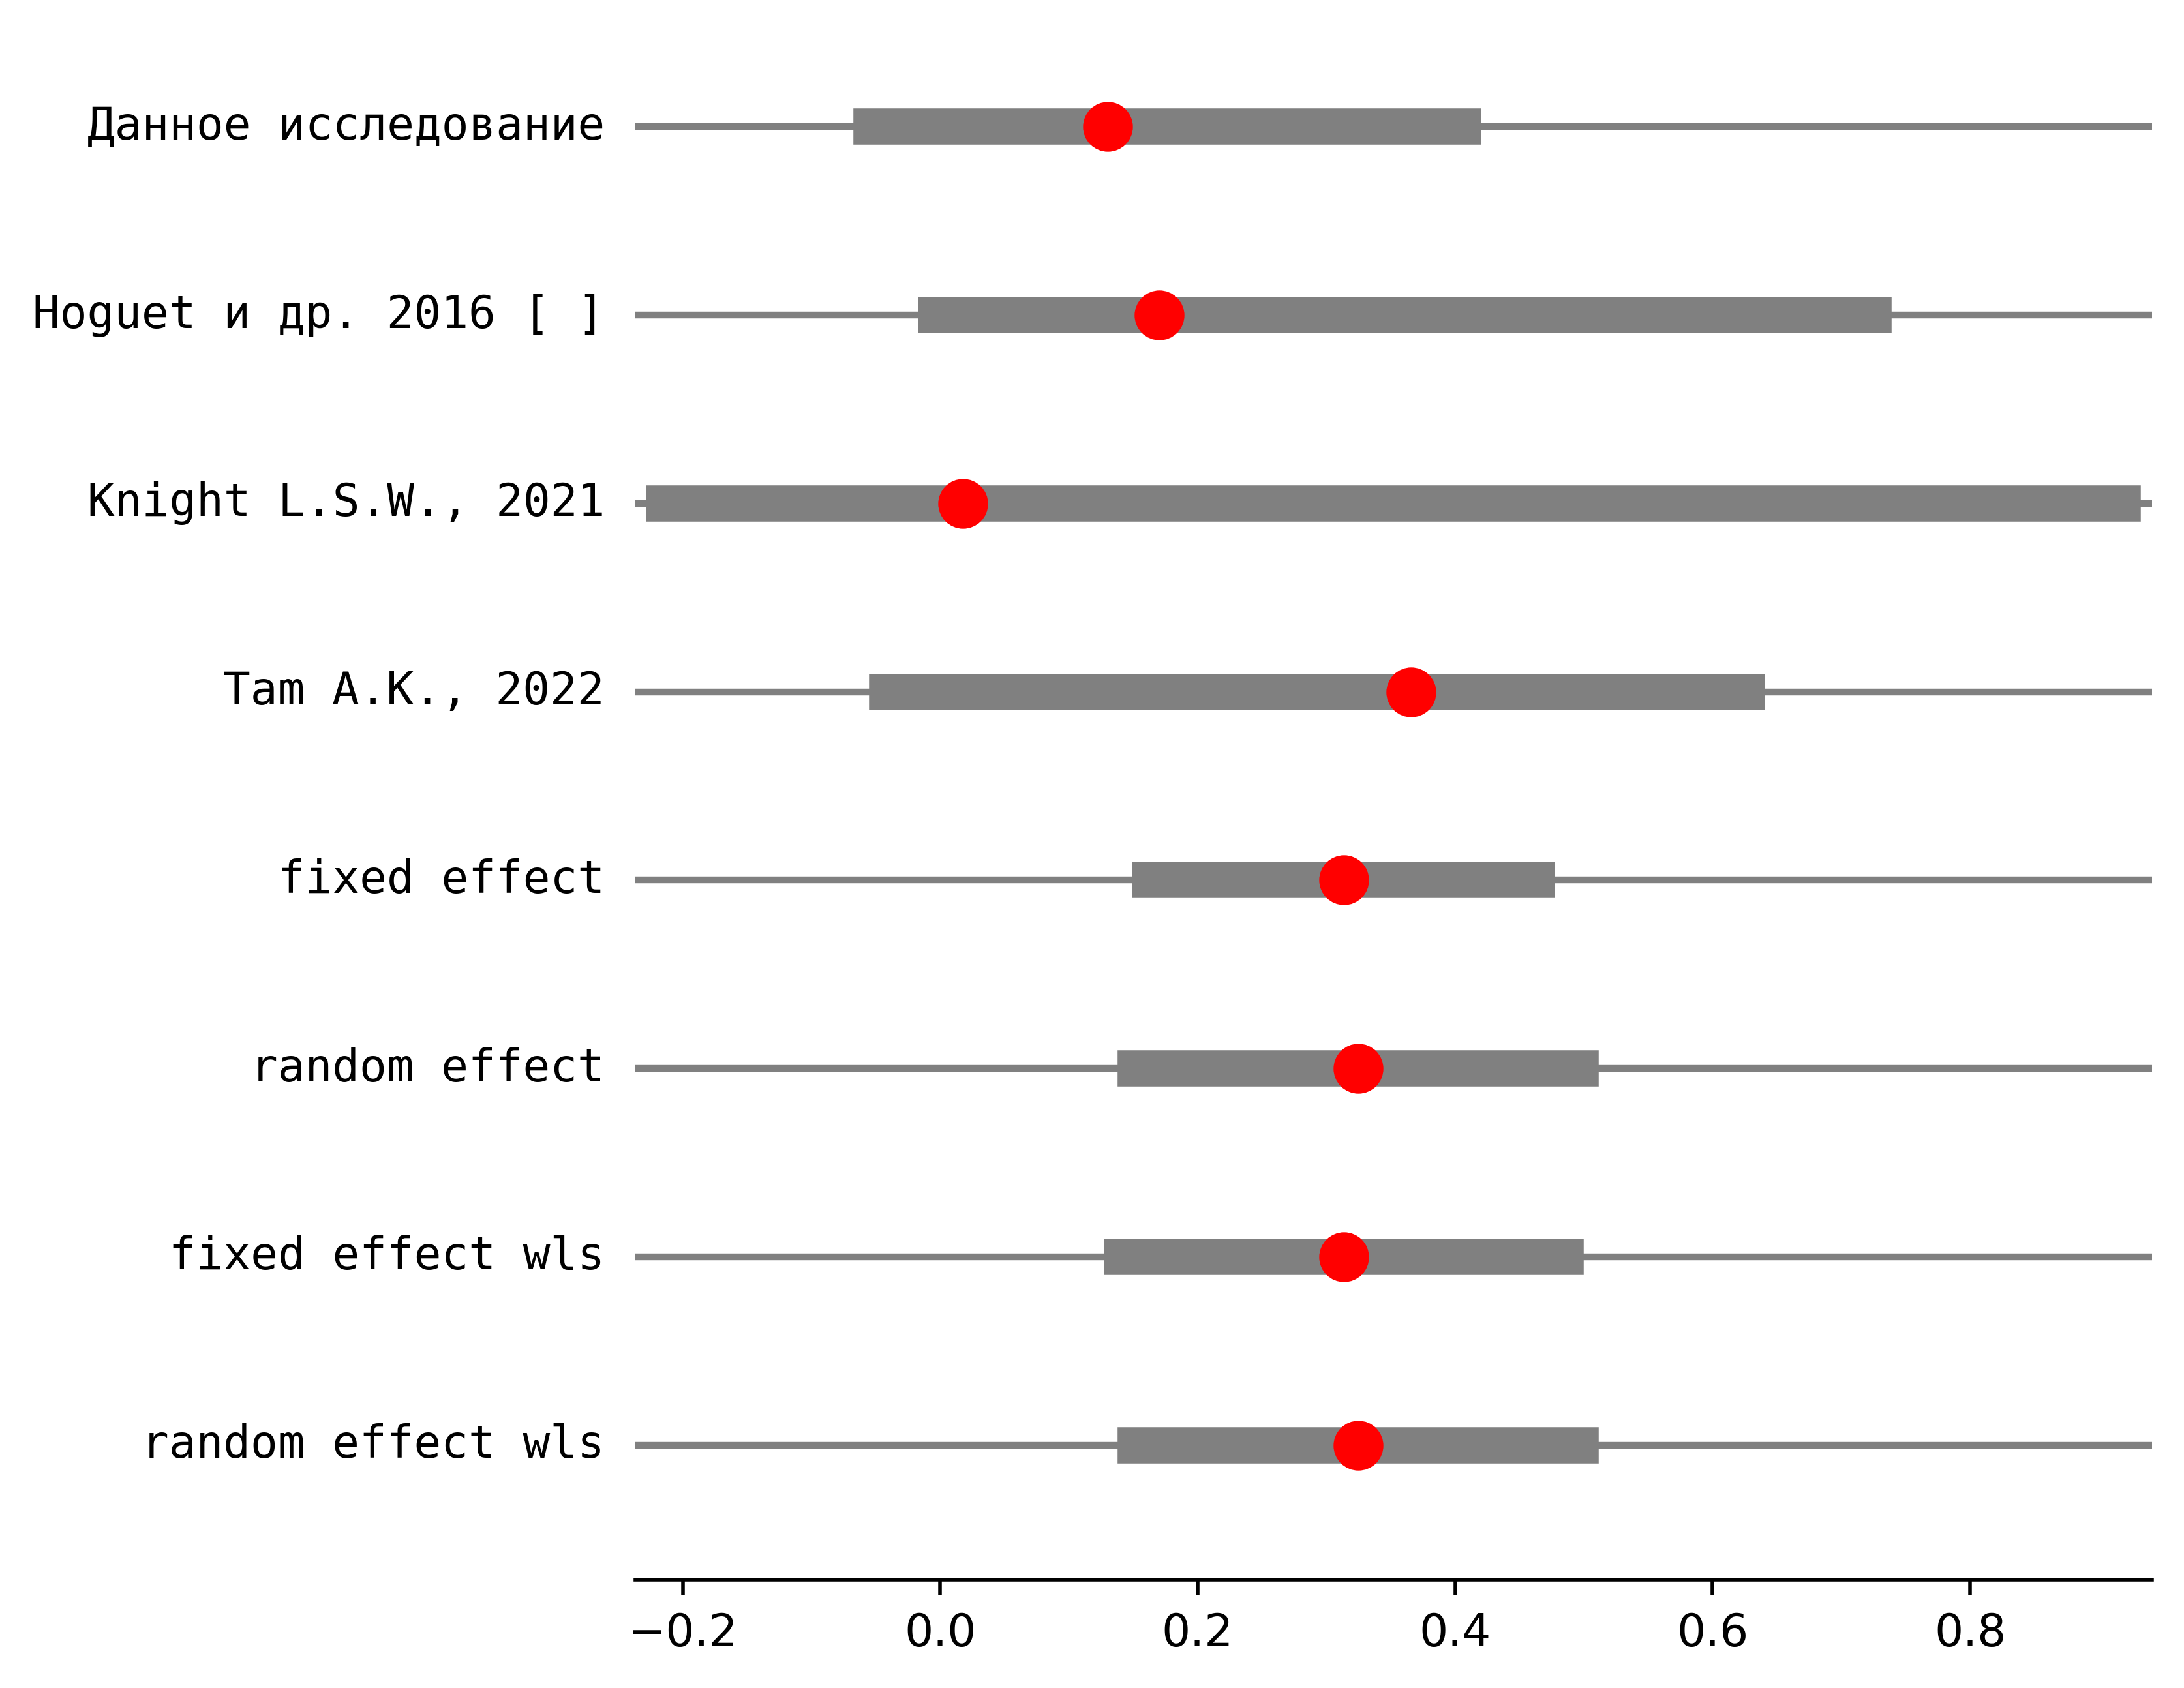 Данное исследование
Hoguet и др. 2016 [ ]
Knight L.S.W., 2021
Tam A.K., 2022
fixed effect
random effect
fixed effect wls
random effect wls
−0.2 0.0 0.2 0.4 0.6 0.8